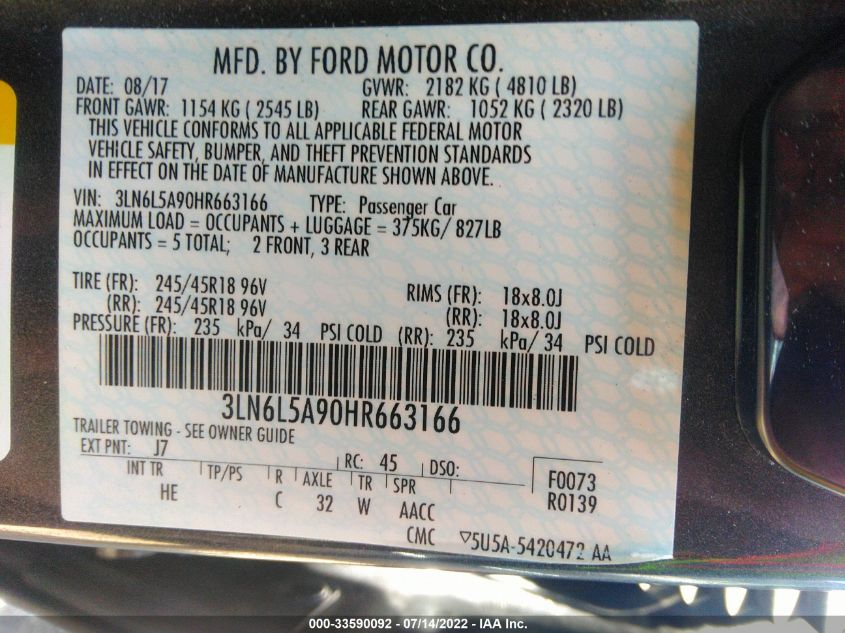 MFD. BY FORD MOTOR CO.
DATE: 08/17 GVWR: 2182 KG ( 4810 LB)
FRONT GAWR: 1154 KG ( 2545 LB) REAR GAWR: 1052 KG ( 2320 LB)
THIS VEHICLE CONFORMS TO ALL APPLICABLE FEDERAL MOTOR
VEHICLE SAFETY, BUMPER, AND THEFT PREVENTION STANDARDS
IN EFFECT ON THE DATE OF MANUFACTURE SHOWN ABOVE.
VIN: 3LN6L5A90HR663166 TYPE: Passenger Car
MAXIMUM LOAD = OCCUPANTS + LUGGAGE = 375KG/ 827LB
OCCUPANTS = 5 TOTAL; 2 FRONT, 3 REAR
TIRE (FR): 245/45R18 96V RIMS (FR): 18x8.0J
(RR): 245/45R18 96V (RR): 18x8.0J
PRESSURE (FR): 235 kPa/ 34 PSI COLD (RR): 235 kPa/ 34 PSI COLD
3LN6L5A90HR663166
TRAILER TOWING - SEE OWNER GUIDE
EXT PNT: J7 RC: 45 DSO:
INT TR TP/PS R AXLE TR SPR F0073
HE C 32 W AACC R0139
CMC ▽5U5A-5420472 AA
000-33590092 - 07/14/2022 - IAA Inc.